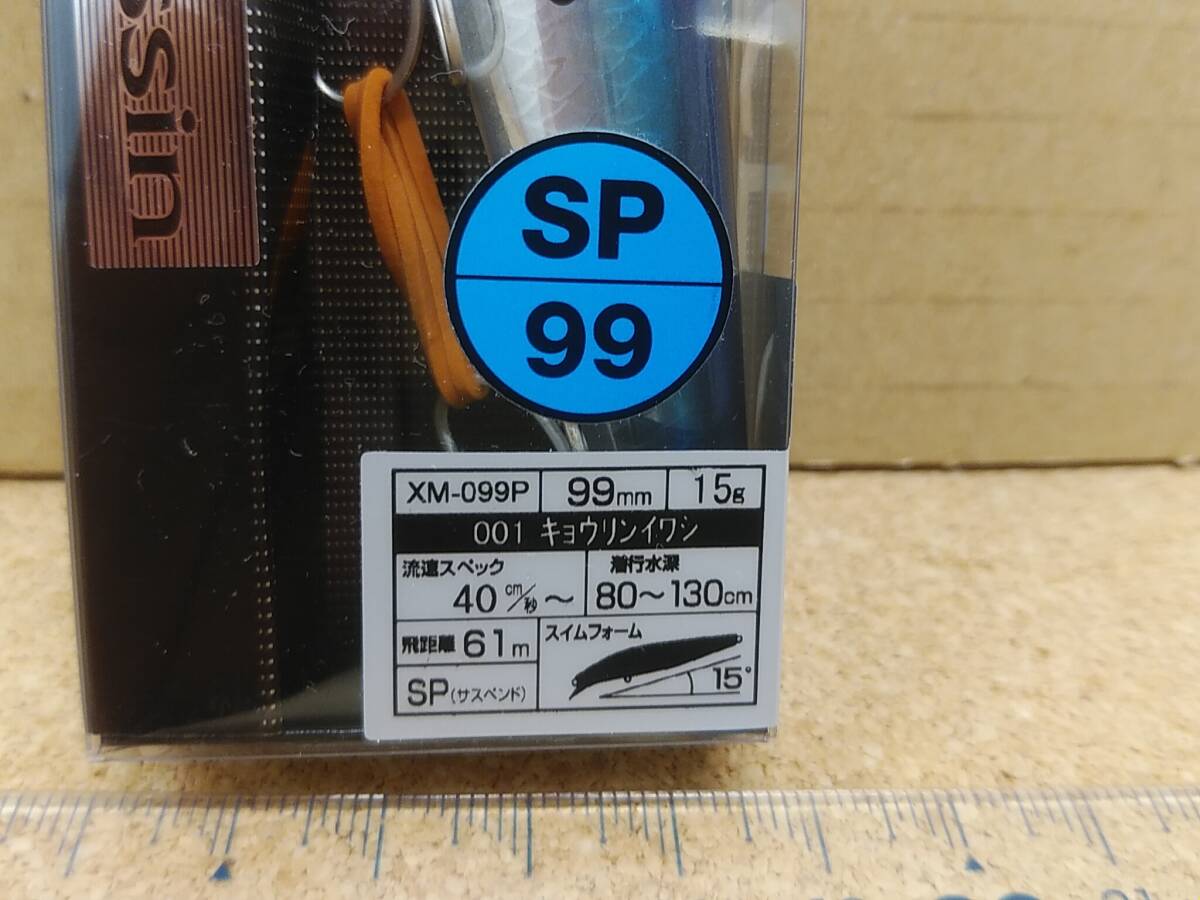 ssin
SP
99
XM-099P 99mm 15g
001 キョウリンイワシ
流速スペック 潜行水深
40 cm/秒～ 80～130cm
飛距離 61m スイムフォーム
SP(サスペンド) 15°